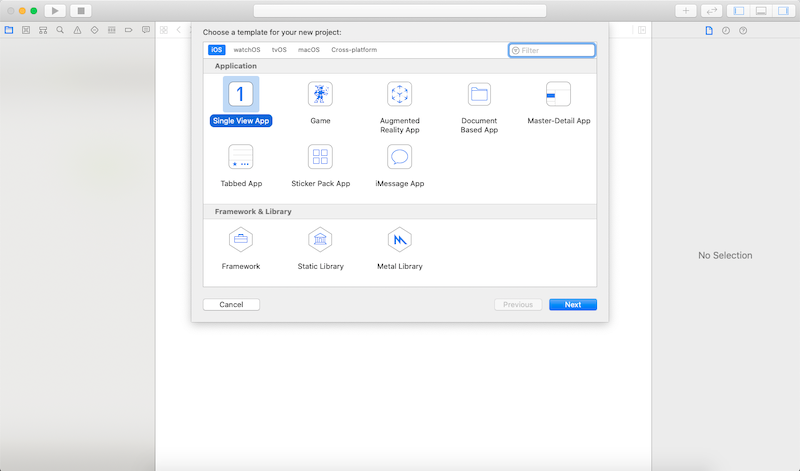 Choose a template for your new project:
iOS watchOS tvOS macOS Cross-platform Filter
Application
1
Single View App Game Augmented Reality App Document Based App Master-Detail App
Tabbed App Sticker Pack App iMessage App
Framework & Library
Framework Static Library Metal Library
No Selection
Cancel Previous Next